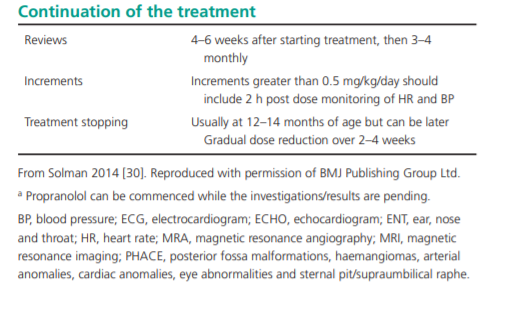 Continuation of the treatment
Reviews 4–6 weeks after starting treatment, then 3–4
monthly
Increments Increments greater than 0.5 mg/kg/day should
include 2 h post dose monitoring of HR and BP
Treatment stopping Usually at 12–14 months of age but can be later
Gradual dose reduction over 2–4 weeks
From Solman 2014 [30]. Reproduced with permission of BMJ Publishing Group Ltd.
a Propranolol can be commenced while the investigations/results are pending.
BP, blood pressure; ECG, electrocardiogram; ECHO, echocardiogram; ENT, ear, nose
and throat; HR, heart rate; MRA, magnetic resonance angiography; MRI, magnetic
resonance imaging; PHACE, posterior fossa malformations, haemangiomas, arterial
anomalies, cardiac anomalies, eye abnormalities and sternal pit/supraumbilical raphe.